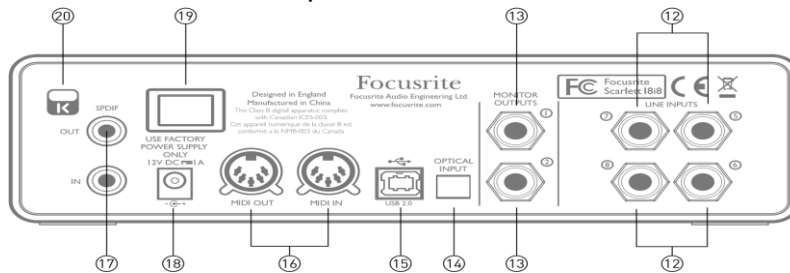 ⑳
⑲
⑬
⑫
SPDIF
OUT
IN
USE FACTORY
POWER SUPPLY
ONLY
12V DC ⎓ 1A
Designed in England
Manufactured in China
This Class B digital apparatus complies
with Canadian ICES-003.
Cet appareil numérique de la classe B est
conforme a la NMB-003 du Canada
MIDI OUT
MIDI IN
Focusrite
Focusrite Audio Engineering Ltd.
www.focusrite.com
USB 2.0
OPTICAL
INPUT
MONITOR
OUTPUTS
①
②
FC Focusrite
Scarlett 18i8
CE
LINE INPUTS
⑦
⑤
⑧
⑥
⑰
⑱
⑯
⑮
⑭
⑬
⑫